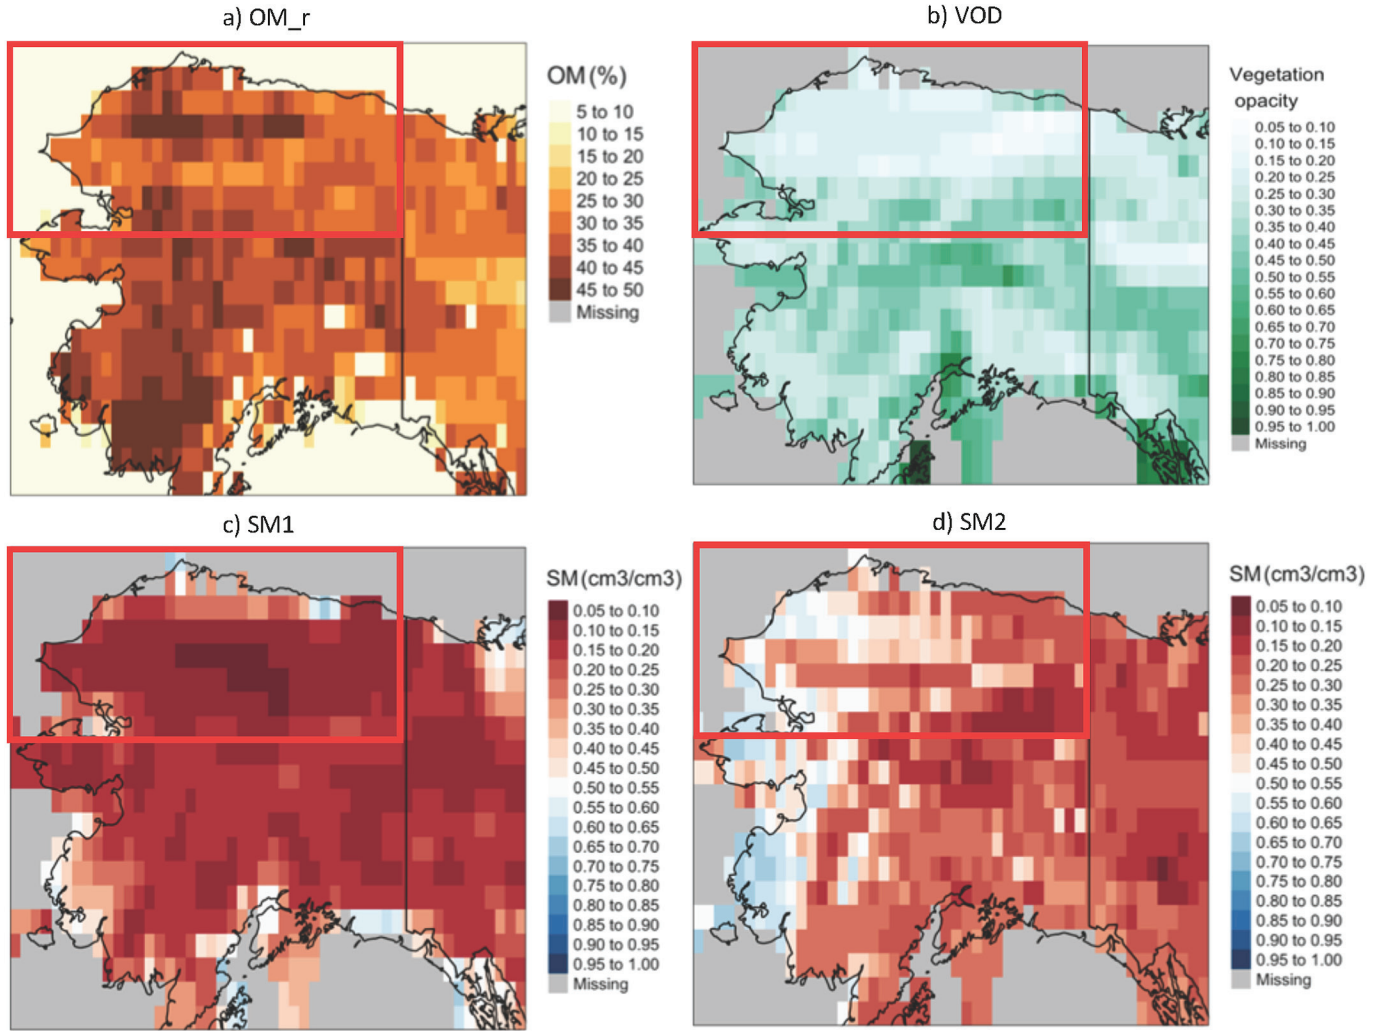 a) OM_r
OM (%)
5 to 10
10 to 15
15 to 20
20 to 25
25 to 30
30 to 35
35 to 40
40 to 45
45 to 50
Missing
b) VOD
Vegetation
opacity
0.05 to 0.10
0.10 to 0.15
0.15 to 0.20
0.20 to 0.25
0.25 to 0.30
0.30 to 0.35
0.35 to 0.40
0.40 to 0.45
0.45 to 0.50
0.50 to 0.55
0.55 to 0.60
0.60 to 0.65
0.65 to 0.70
0.70 to 0.75
0.75 to 0.80
0.80 to 0.85
0.85 to 0.90
0.90 to 0.95
0.95 to 1.00
Missing
c) SM1
SM (cm3/cm3)
0.05 to 0.10
0.10 to 0.15
0.15 to 0.20
0.20 to 0.25
0.25 to 0.30
0.30 to 0.35
0.35 to 0.40
0.40 to 0.45
0.45 to 0.50
0.50 to 0.55
0.55 to 0.60
0.60 to 0.65
0.65 to 0.70
0.70 to 0.75
0.75 to 0.80
0.80 to 0.85
0.85 to 0.90
0.90 to 0.95
0.95 to 1.00
Missing
d) SM2
SM (cm3/cm3)
0.05 to 0.10
0.10 to 0.15
0.15 to 0.20
0.20 to 0.25
0.25 to 0.30
0.30 to 0.35
0.35 to 0.40
0.40 to 0.45
0.45 to 0.50
0.50 to 0.55
0.55 to 0.60
0.60 to 0.65
0.65 to 0.70
0.70 to 0.75
0.75 to 0.80
0.80 to 0.85
0.85 to 0.90
0.90 to 0.95
0.95 to 1.00
Missing